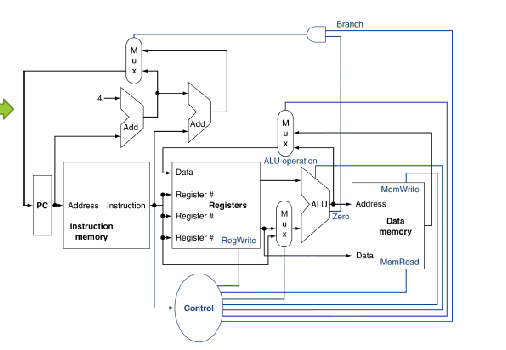 Branch
M
u
x
4
Add
Add
M
u
x
ALU operation
Data
Register #
Register #
Register #
Registers
RegWrite
PC
Address
Instruction
Instruction
memory
M
u
x
ALU
Zero
MemWrite
Address
Data
memory
Data
MemRead
Control